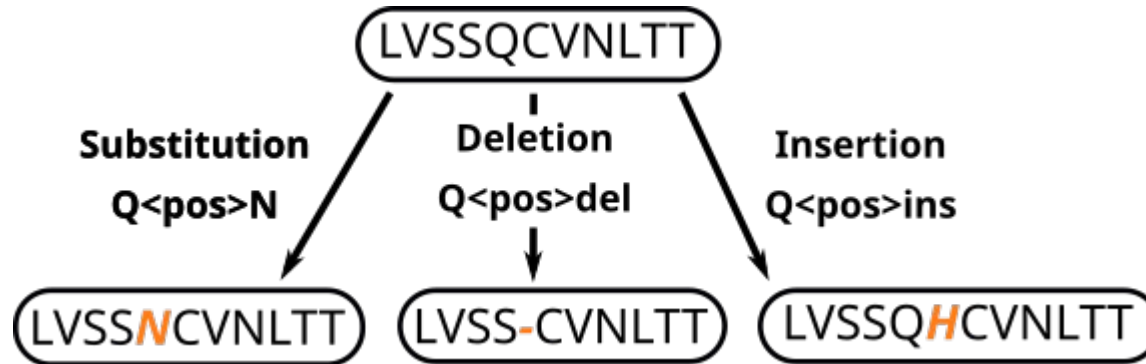 LVSSQCVNLTT
Substitution
Q<pos>N
Deletion
Q<pos>del
Insertion
Q<pos>ins
LVSSNCVNLTT
LVSS-CVNLTT
LVSSQHCVNLTT